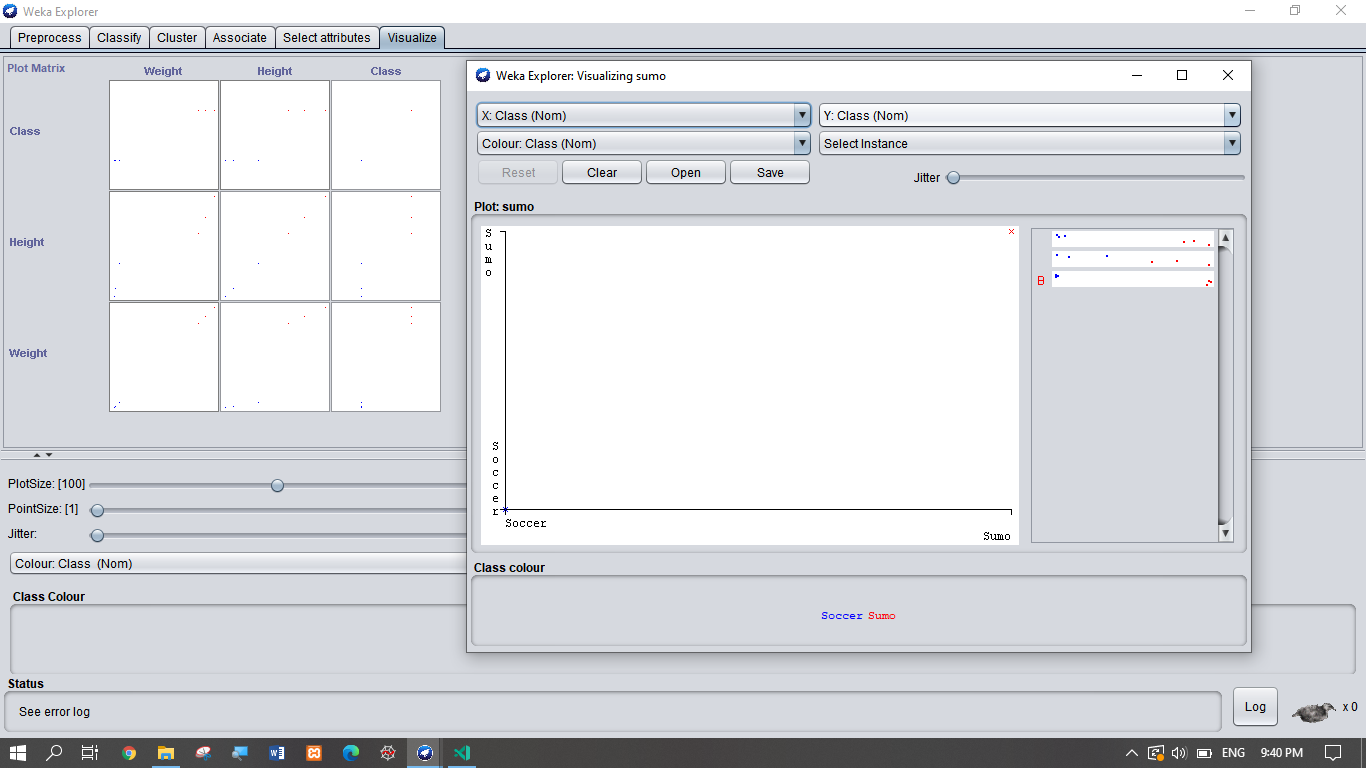 Weka Explorer
Preprocess Classify Cluster Associate Select attributes Visualize
Plot Matrix Weight Height Class
Class
Height
Weight
PlotSize: [100]
PointSize: [1]
Jitter:
Colour: Class (Nom)
Class Colour
Weka Explorer: Visualizing sumo
X: Class (Nom) Y: Class (Nom)
Colour: Class (Nom) Select Instance
Reset Clear Open Save Jitter
Plot: sumo
Sumo
Soccer
Soccer
Sumo
B
Class colour
Soccer Sumo
Status
See error log
Log x 0
ENG 9:40 PM